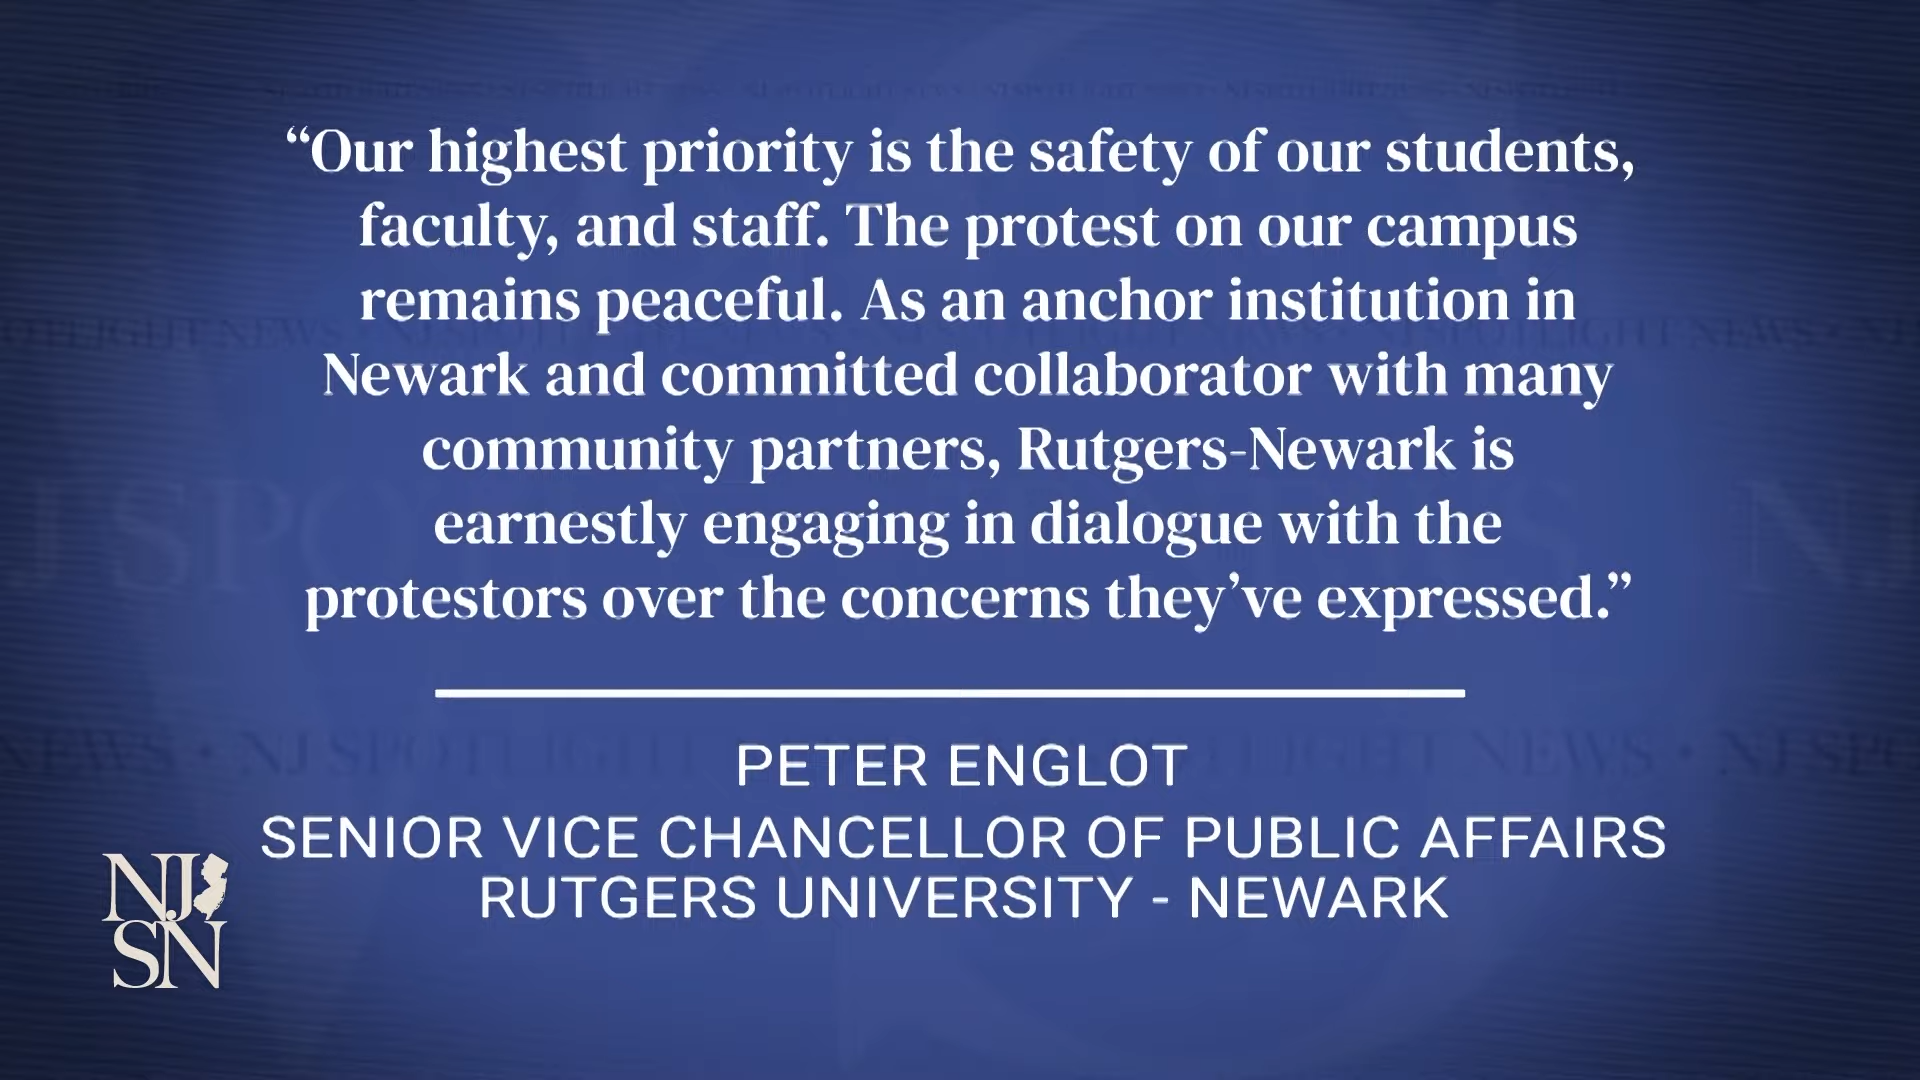 “Our highest priority is the safety of our students,
faculty, and staff. The protest on our campus
remains peaceful. As an anchor institution in
Newark and committed collaborator with many
community partners, Rutgers-Newark is
earnestly engaging in dialogue with the
protestors over the concerns they’ve expressed.”
PETER ENGLOT
SENIOR VICE CHANCELLOR OF PUBLIC AFFAIRS
RUTGERS UNIVERSITY - NEWARK
NJ
SN